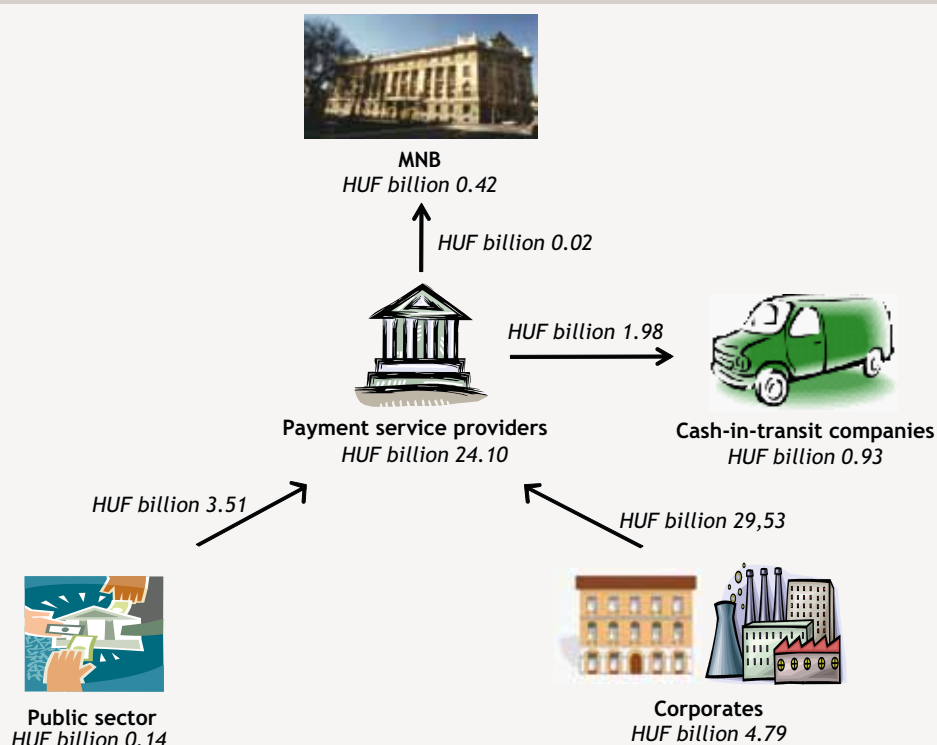 MNB
HUF billion 0.42
HUF billion 0.02
HUF billion 1.98
Payment service providers
HUF billion 24.10
Cash-in-transit companies
HUF billion 0.93
HUF billion 3.51
HUF billion 29,53
Public sector
HUF billion 0.14
Corporates
HUF billion 4.79